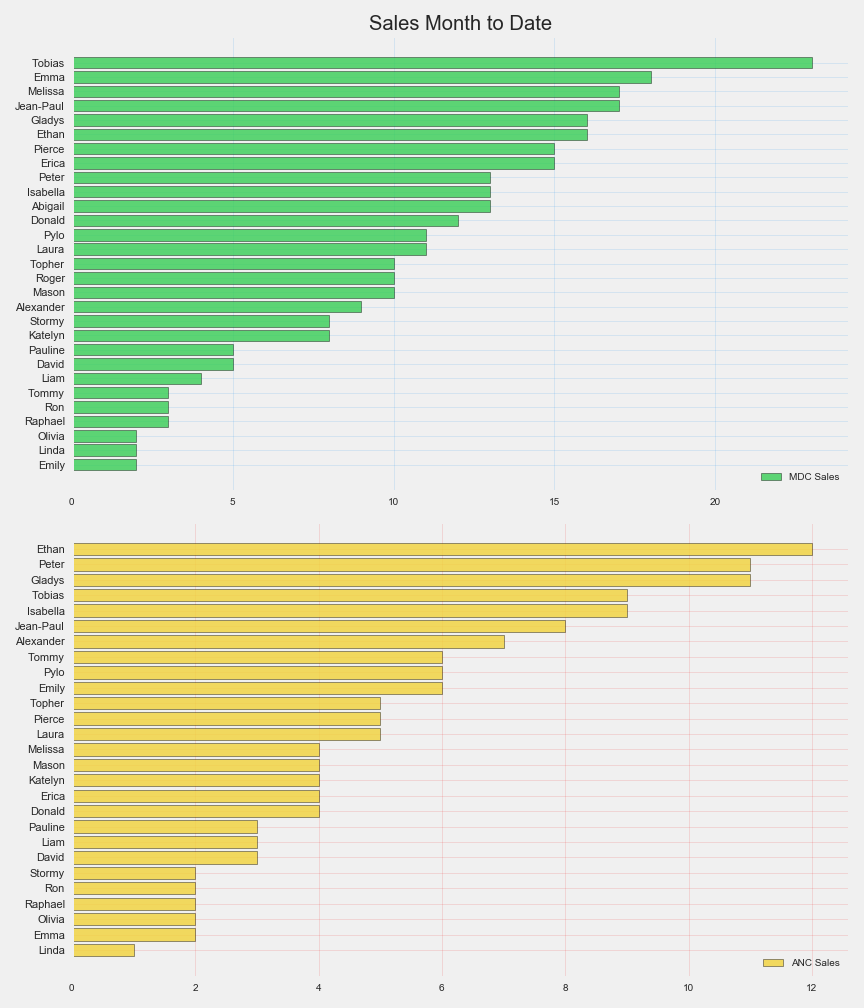 Sales Month to Date
Tobias
Emma
Melissa
Jean-Paul
Gladys
Ethan
Pierce
Erica
Peter
Isabella
Abigail
Donald
Pylo
Laura
Topher
Roger
Mason
Alexander
Stormy
Katelyn
Pauline
David
Liam
Tommy
Ron
Raphael
Olivia
Linda
Emily
MDC Sales
0 5 10 15 20
Ethan
Peter
Gladys
Tobias
Isabella
Jean-Paul
Alexander
Tommy
Pylo
Emily
Topher
Pierce
Laura
Melissa
Mason
Katelyn
Erica
Donald
Pauline
Liam
David
Stormy
Ron
Raphael
Olivia
Emma
Linda
ANC Sales
0 2 4 6 8 10 12